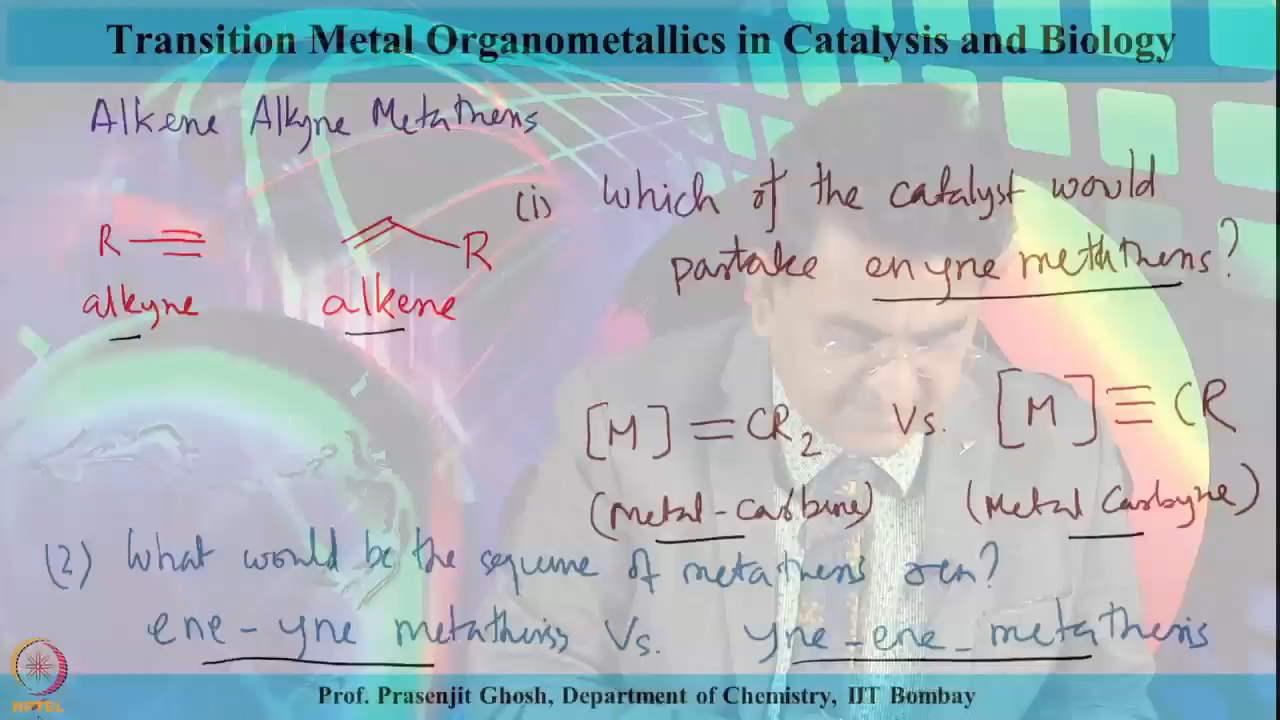 Transition Metal Organometallics in Catalysis and Biology
Alkene Alkyne Metathesis
(1) Which of the catalyst would
partake enyne metathesis?
R
R
alkyne
alkene
[M] = CR2 Vs. [M] ≡ CR
(Metal-carbene) (Metal Carbyne)
(2) What would be the sequence of metathesis rxn?
ene-yne metathesis Vs. yne-ene-metathesis
NPTEL
Prof. Prasenjit Ghosh, Department of Chemistry, IIT Bombay